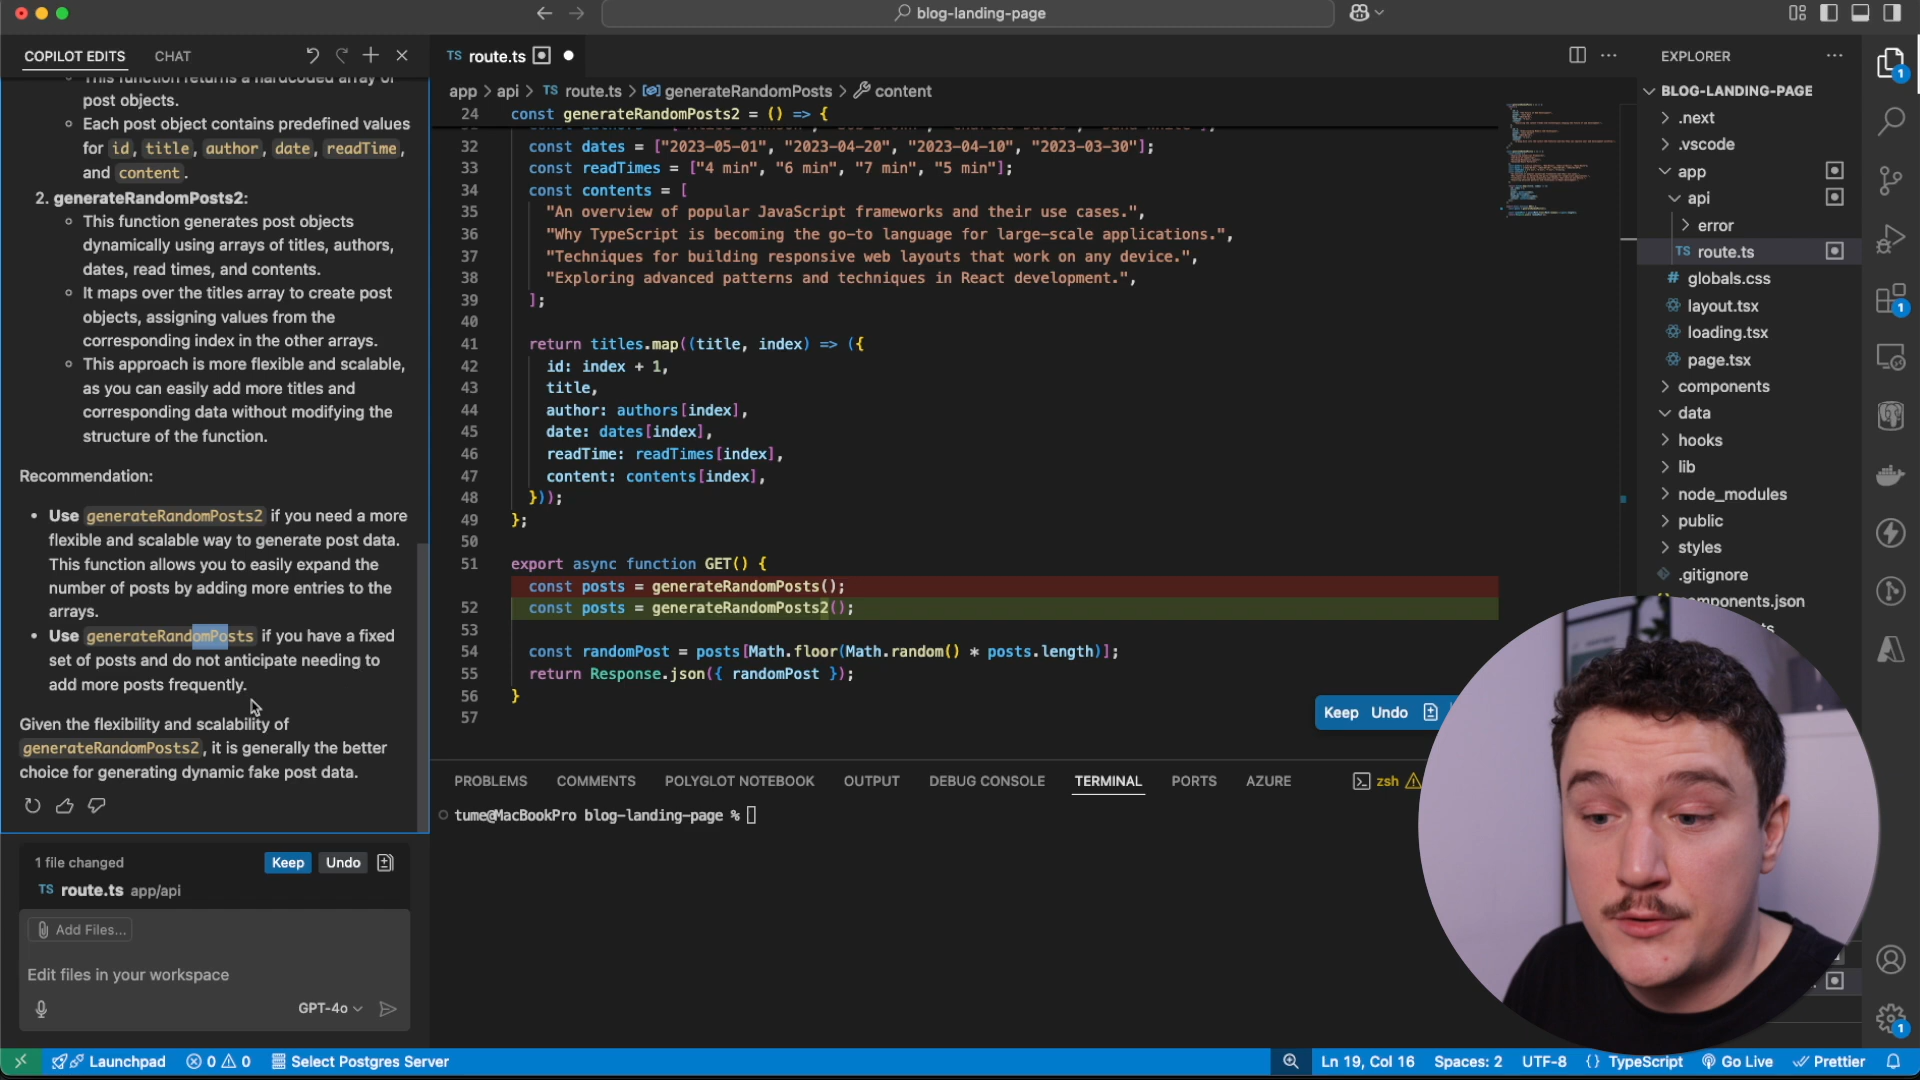 blog-landing-page
COPILOT EDITS
CHAT
This function returns a hardcoded array of
post objects.
Each post object contains predefined values
for id, title, author, date, readTime,
and content.
2. generateRandomPosts2:
This function generates post objects
dynamically using arrays of titles, authors,
dates, read times, and contents.
It maps over the titles array to create post
objects, assigning values from the
corresponding index in the other arrays.
This approach is more flexible and scalable,
as you can easily add more titles and
corresponding data without modifying the
structure of the function.
Recommendation:
• Use generateRandomPosts2 if you need a more
flexible and scalable way to generate post data.
This function allows you to easily expand the
number of posts by adding more entries to the
arrays.
• Use generateRandomPosts if you have a fixed
set of posts and do not anticipate needing to
add more posts frequently.
Given the flexibility and scalability of
generateRandomPosts2, it is generally the better
choice for generating dynamic fake post data.
1 file changed
Keep
Undo
TS route.ts app/api
Add Files...
Edit files in your workspace
GPT-4o
TS route.ts
app > api > TS route.ts > generateRandomPosts > content
24 const generateRandomPosts2 = () => {
32 const dates = ["2023-05-01", "2023-04-20", "2023-04-10", "2023-03-30"];
33 const readTimes = ["4 min", "6 min", "7 min", "5 min"];
34 const contents = [
35 "An overview of popular JavaScript frameworks and their use cases.",
36 "Why TypeScript is becoming the go-to language for large-scale applications.",
37 "Techniques for building responsive web layouts that work on any device.",
38 "Exploring advanced patterns and techniques in React development.",
39 ];
40
41 return titles.map((title, index) => ({
42 id: index + 1,
43 title,
44 author: authors[index],
45 date: dates[index],
46 readTime: readTimes[index],
47 content: contents[index],
48 }));
49 };
50
51 export async function GET() {
const posts = generateRandomPosts();
52 const posts = generateRandomPosts2();
53
54 const randomPost = posts[Math.floor(Math.random() * posts.length)];
55 return Response.json({ randomPost });
56 }
57
Keep Undo
PROBLEMS COMMENTS POLYGLOT NOTEBOOK OUTPUT DEBUG CONSOLE TERMINAL PORTS AZURE
zsh
tume@MacBookPro blog-landing-page %
EXPLORER
BLOG-LANDING-PAGE
.next
.vscode
app
api
error
TS route.ts
# globals.css
layout.tsx
loading.tsx
page.tsx
components
data
hooks
lib
node_modules
public
styles
.gitignore
1
1
1
Launchpad
0 0
Select Postgres Server
Ln 19, Col 16
Spaces: 2
UTF-8
{ } TypeScript
Go Live
Prettier